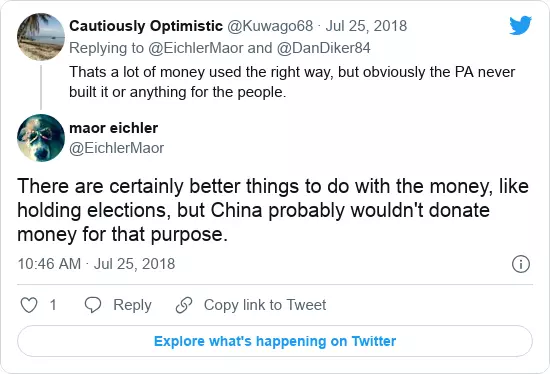 Cautiously Optimistic @Kuwago68 · Jul 25, 2018
Replying to @EichlerMaor and @DanDiker84
Thats a lot of money used the right way, but obviously the PA never
built it or anything for the people.
maor eichler
@EichlerMaor
There are certainly better things to do with the money, like
holding elections, but China probably wouldn't donate
money for that purpose.
10:46 AM · Jul 25, 2018
1 Reply Copy link to Tweet
Explore what's happening on Twitter